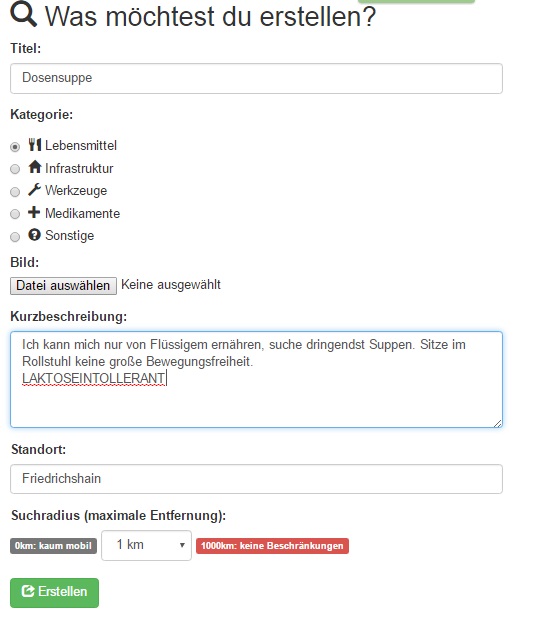 Was möchtest du erstellen?
Titel:
Dosensuppe
Kategorie:
Lebensmittel
Infrastruktur
Werkzeuge
Medikamente
Sonstige
Bild:
Datei auswählen Keine ausgewählt
Kurzbeschreibung:
Ich kann mich nur von Flüssigem ernähren, suche dringendst Suppen. Sitze im
Rollstuhl keine große Bewegungsfreiheit.
LAKTOSEINTOLLERANT
Standort:
Friedrichshain
Suchradius (maximale Entfernung):
0km: kaum mobil 1 km 1000km: keine Beschränkungen
Erstellen